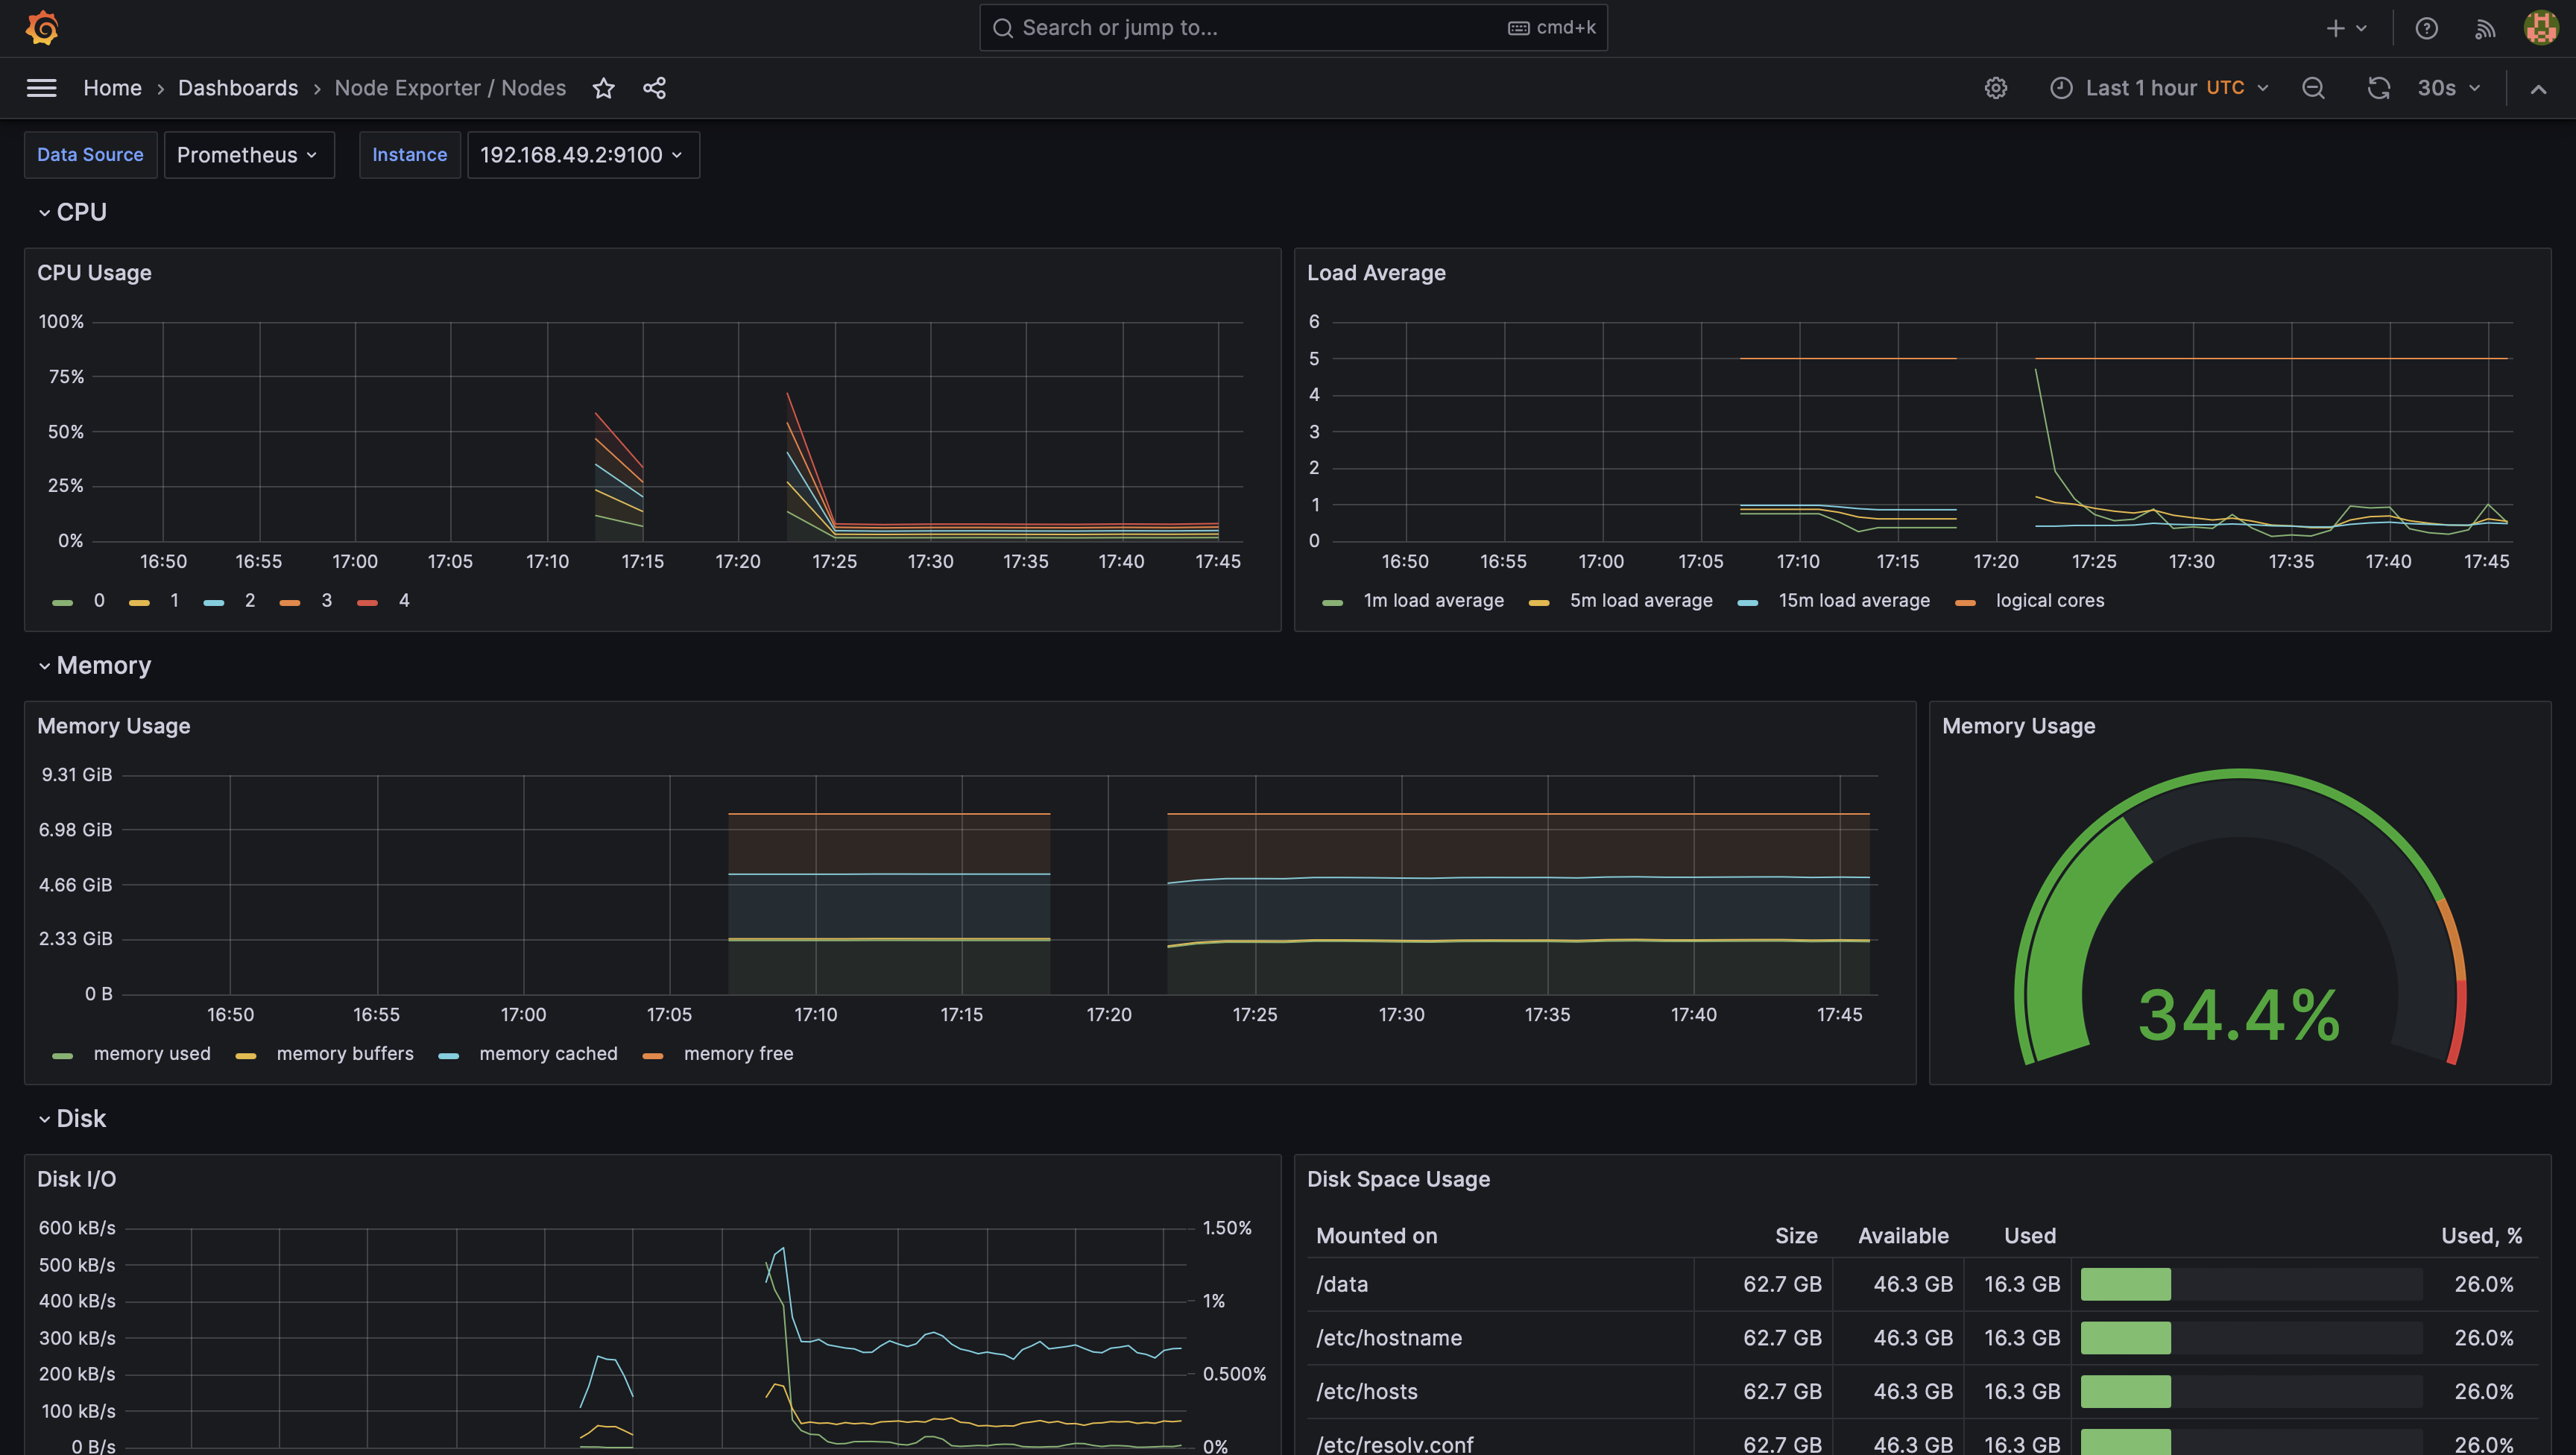 Search or jump to... cmd+k
Home › Dashboards › Node Exporter / Nodes
Last 1 hour UTC
30s
Data Source Prometheus
Instance 192.168.49.2:9100
CPU
CPU Usage
100%
75%
50%
25%
0%
16:50 16:55 17:00 17:05 17:10 17:15 17:20 17:25 17:30 17:35 17:40 17:45
0 1 2 3 4
Load Average
6
5
4
3
2
1
0
16:50 16:55 17:00 17:05 17:10 17:15 17:20 17:25 17:30 17:35 17:40 17:45
1m load average 5m load average 15m load average logical cores
Memory
Memory Usage
9.31 GiB
6.98 GiB
4.66 GiB
2.33 GiB
0 B
16:50 16:55 17:00 17:05 17:10 17:15 17:20 17:25 17:30 17:35 17:40 17:45
memory used memory buffers memory cached memory free
Memory Usage
34.4%
Disk
Disk I/O
600 kB/s
500 kB/s
400 kB/s
300 kB/s
200 kB/s
100 kB/s
0 B/s
1.50%
1%
0.500%
0%
Disk Space Usage
Mounted on Size Available Used Used, %
/data 62.7 GB 46.3 GB 16.3 GB 26.0%
/etc/hostname 62.7 GB 46.3 GB 16.3 GB 26.0%
/etc/hosts 62.7 GB 46.3 GB 16.3 GB 26.0%
/etc/resolv.conf 62.7 GB 46.3 GB 16.3 GB 26.0%